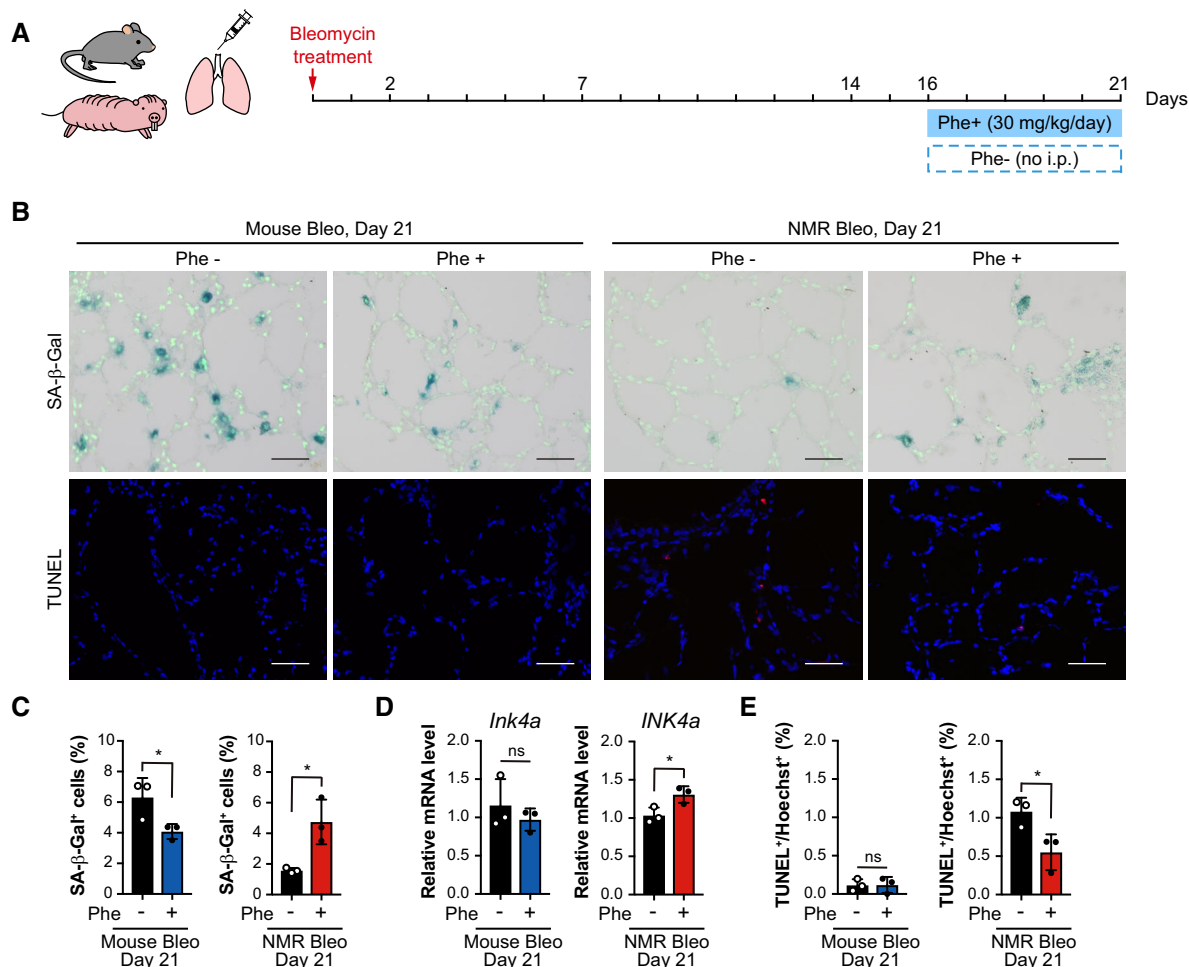 A
Bleomycin
treatment
2
7
14
16
21
Days
Phe+ (30 mg/kg/day)
Phe- (no i.p.)
B
Mouse Bleo, Day 21
NMR Bleo, Day 21
Phe -
Phe +
Phe -
Phe +
SA-β-Gal
TUNEL
C
SA-β-Gal⁺ cells (%)
10
8
6
4
2
0
*
Phe - +
Mouse Bleo
Day 21
SA-β-Gal⁺ cells (%)
10
8
6
4
2
0
*
- +
NMR Bleo
Day 21
D
Ink4a
Relative mRNA level
2.0
1.5
1.0
0.5
0.0
ns
Phe - +
Mouse Bleo
Day 21
INK4a
Relative mRNA level
2.0
1.5
1.0
0.5
0.0
*
- +
NMR Bleo
Day 21
E
TUNEL⁺/Hoechst⁺ (%)
2.0
1.5
1.0
0.5
0.0
ns
Phe - +
Mouse Bleo
Day 21
TUNEL⁺/Hoechst⁺ (%)
2.0
1.5
1.0
0.5
0.0
*
- +
NMR Bleo
Day 21